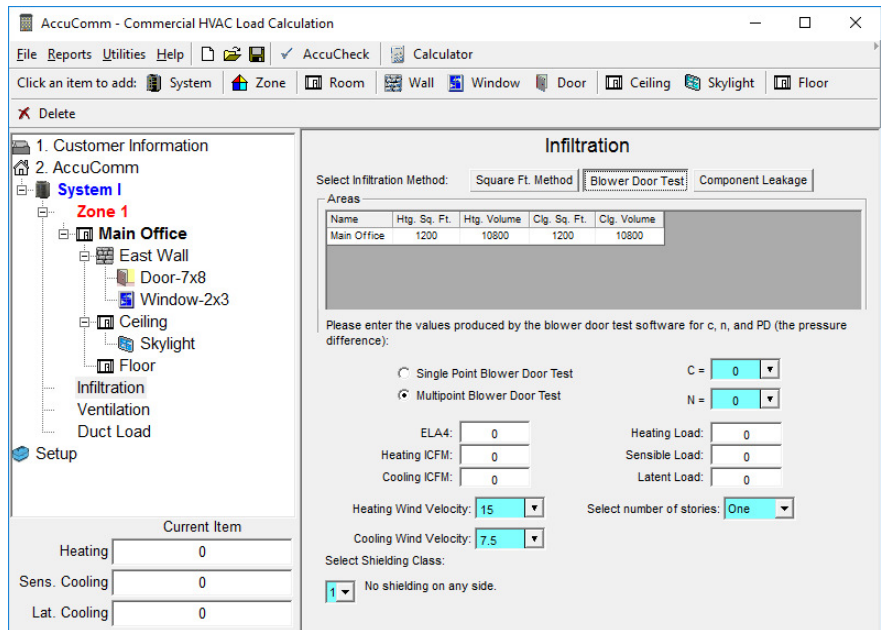 AccuComm - Commercial HVAC Load Calculation
File Reports Utilities Help AccuCheck Calculator
Click an item to add: System Zone Room Wall Window Door Ceiling Skylight Floor
Delete
1. Customer Information
2. AccuComm
System I
Zone 1
Main Office
East Wall
Door-7x8
Window-2x3
Ceiling
Skylight
Floor
Infiltration
Ventilation
Duct Load
Setup
Current Item
Heating 0
Sens. Cooling 0
Lat. Cooling 0
Infiltration
Select Infiltration Method: Square Ft. Method Blower Door Test Component Leakage
Areas
Name Htg. Sq. Ft. Htg. Volume Clg. Sq. Ft. Clg. Volume
Main Office 1200 10800 1200 10800
Please enter the values produced by the blower door test software for c, n, and PD (the pressure
difference):
Single Point Blower Door Test C = 0
Multipoint Blower Door Test N = 0
ELA4: 0 Heating Load: 0
Heating ICFM: 0 Sensible Load: 0
Cooling ICFM: 0 Latent Load: 0
Heating Wind Velocity: 15 Select number of stories: One
Cooling Wind Velocity: 7.5
Select Shielding Class:
1 No shielding on any side.